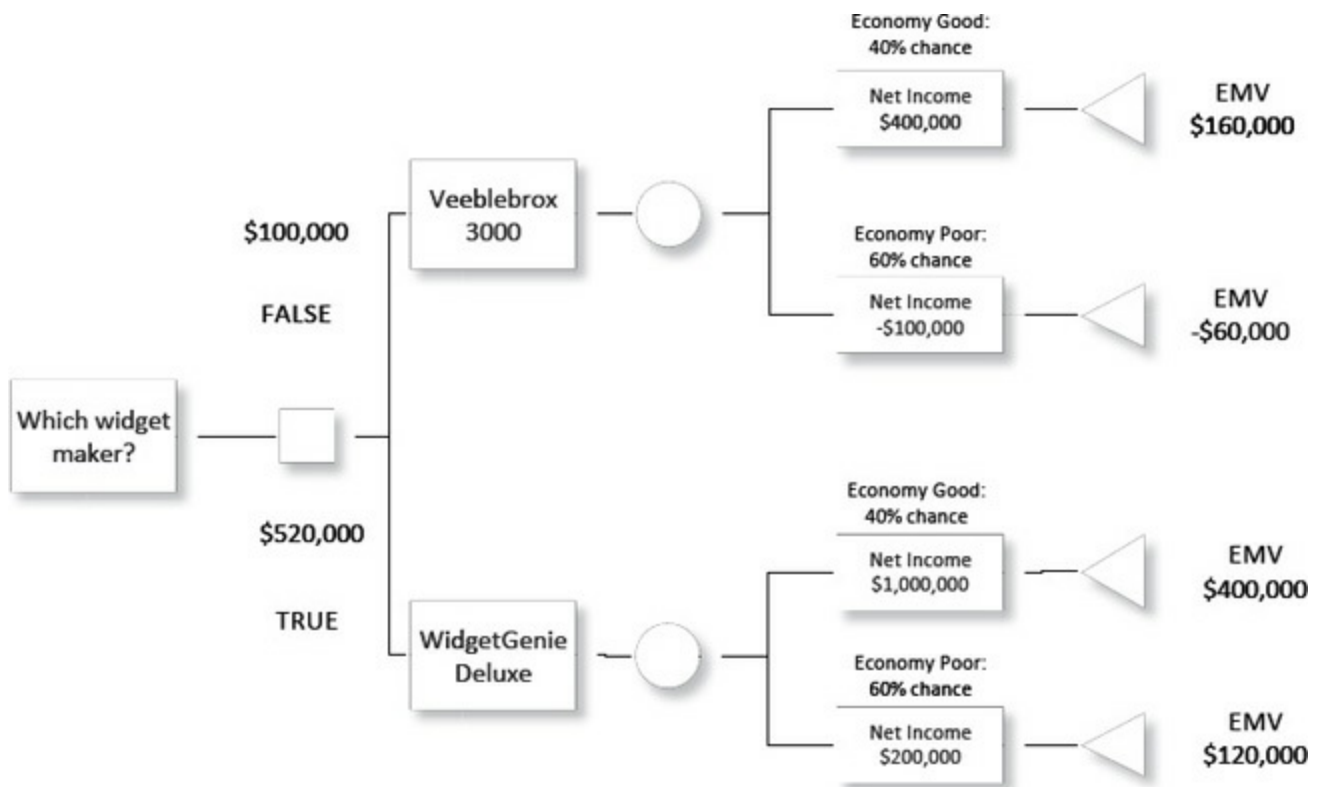 Economy Good:
40% chance
Net Income
$400,000
EMV
$160,000
Veeblebrox
3000
$100,000
FALSE
Economy Poor:
60% chance
Net Income
-$100,000
EMV
-$60,000
Which widget
maker?
$520,000
TRUE
WidgetGenie
Deluxe
Economy Good:
40% chance
Net Income
$1,000,000
EMV
$400,000
Economy Poor:
60% chance
Net Income
$200,000
EMV
$120,000